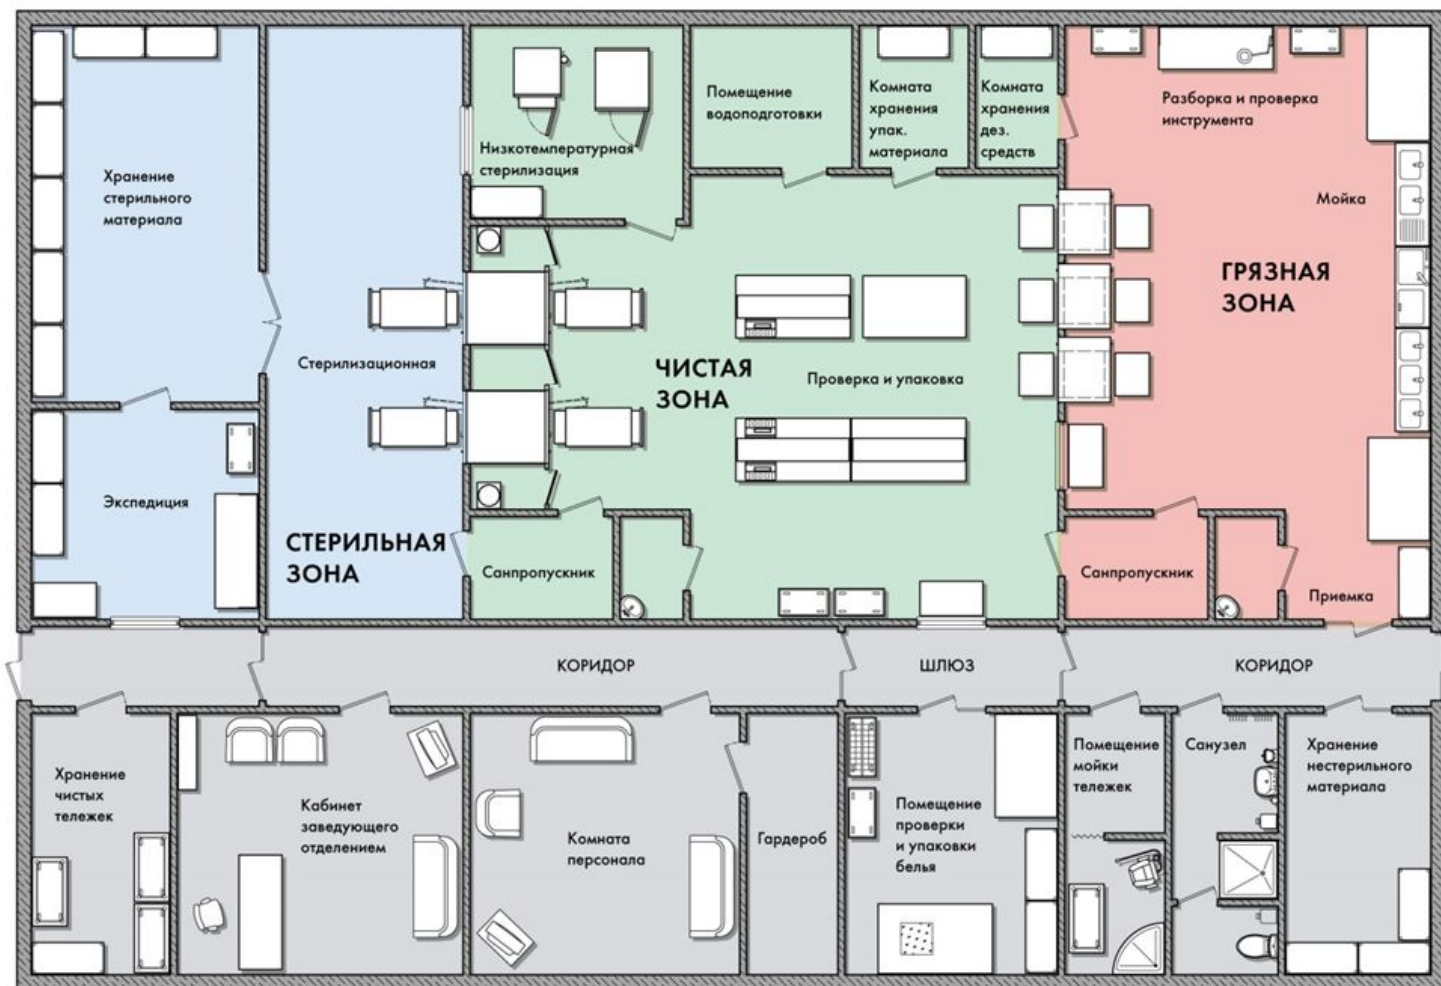 Хранение
стерильного
материала
Экспедиция
Стерилизационная
СТЕРИЛЬНАЯ
ЗОНА
Низкотемпературная
стерилизация
Помещение
водоподготовки
Комната
хранения
упак.
материала
Комната
хранения
дез.
средств
ЧИСТАЯ
ЗОНА
Проверка и упаковка
Санпропускник
Разборка и проверка
инструмента
Мойка
ГРЯЗНАЯ
ЗОНА
Санпропускник
Приемка
КОРИДОР
ШЛЮЗ
КОРИДОР
Хранение
чистых
тележек
Кабинет
заведующего
отделением
Комната
персонала
Гардероб
Помещение
проверки
и упаковки
белья
Помещение
мойки
тележек
Санузел
Хранение
нестерильного
материала